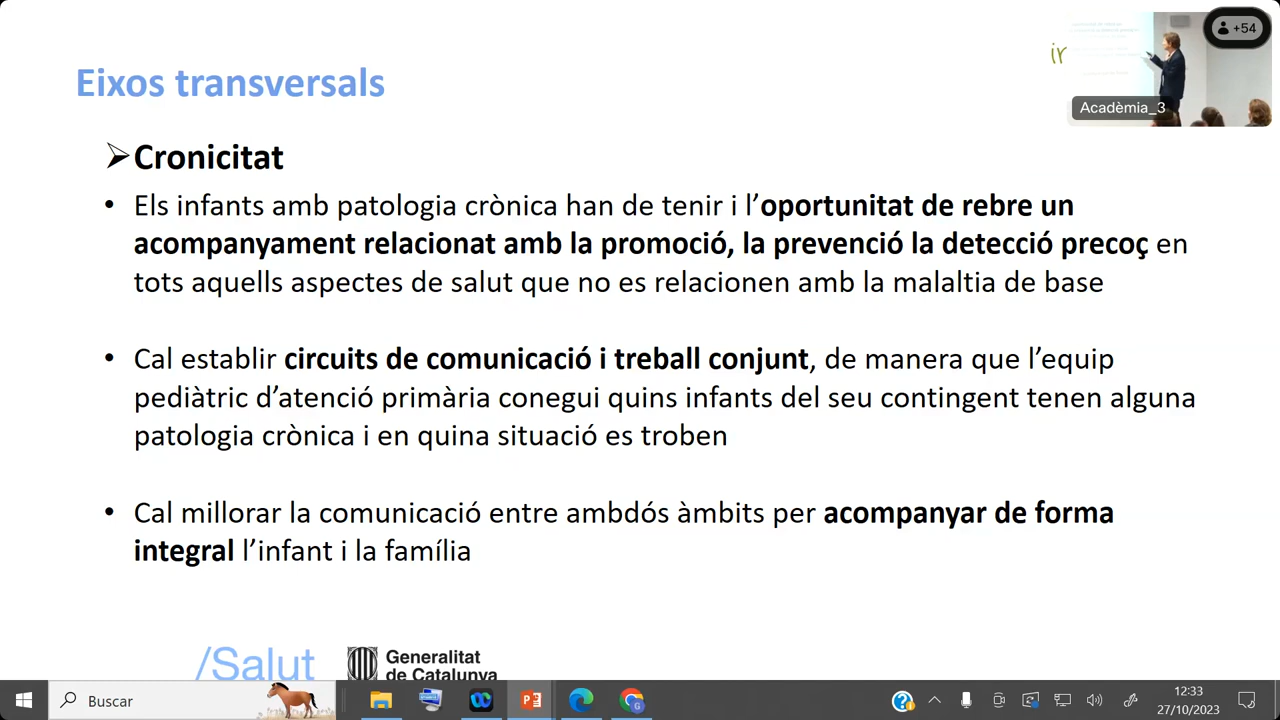 Eixos transversals
ir
+54
Acadèmia_3
Cronicitat
Els infants amb patologia crònica han de tenir i l’oportunitat de rebre un
acompanyament relacionat amb la promoció, la prevenció la detecció precoç en
tots aquells aspectes de salut que no es relacionen amb la malaltia de base
Cal establir circuits de comunicació i treball conjunt, de manera que l’equip
pediàtric d’atenció primària conegui quins infants del seu contingent tenen alguna
patologia crònica i en quina situació es troben
Cal millorar la comunicació entre ambdós àmbits per acompanyar de forma
integral l’infant i la família
/Salut
Generalitat
de Catalunya
Buscar
12:33
27/10/2023